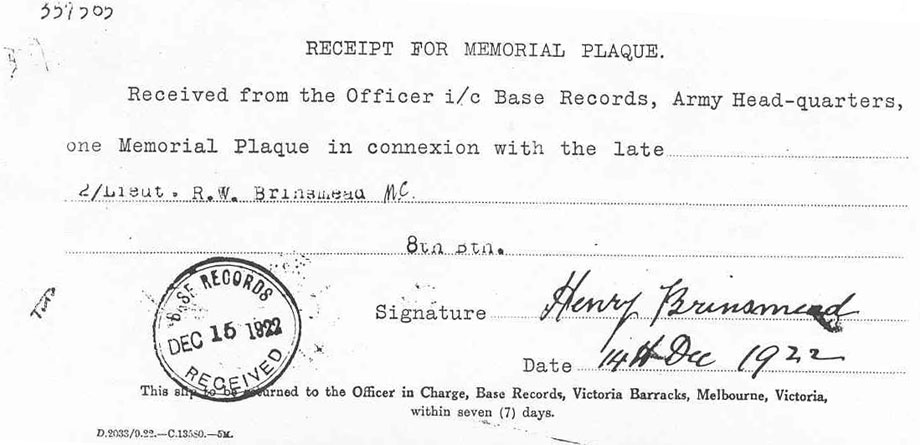 RECEIPT FOR MEMORIAL PLAQUE.
Received from the Officer i/c Base Records, Army Head-quarters,
one Memorial Plaque in connexion with the late
2/Lieut. R.W. Brinsmead M.C.
8th Btn.
BASE RECORDS
DEC 15 1922
RECEIVED
Signature Henry Brinsmead
Date 14th Dec 1922
This slip to be returned to the Officer in Charge, Base Records, Victoria Barracks, Melbourne, Victoria,
within seven (7) days.
D.2033/9.22.—C.13580.—5M.